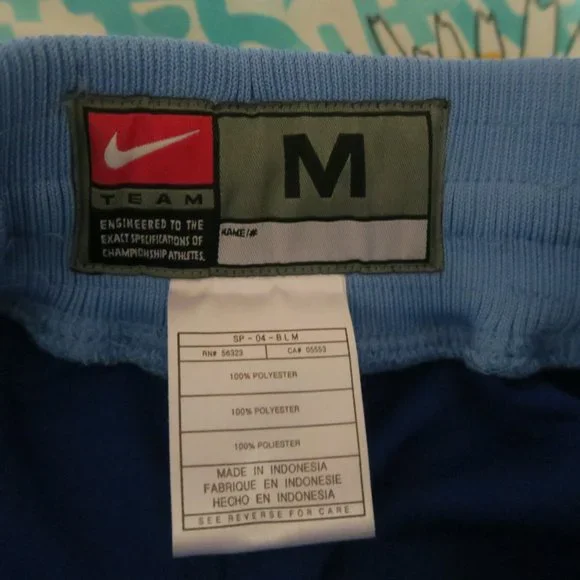 TEAM
ENGINEERED TO THE
EXACT SPECIFICATIONS OF
CHAMPIONSHIP ATHLETES.
M
NAME/#
SP - 04 - BLM
RN# 56323 CA# 05553
100% POLYESTER
100% POLYESTER
100% POLIESTER
MADE IN INDONESIA
FABRIQUE EN INDONESIE
HECHO EN INDONESIA
SEE REVERSE FOR CARE